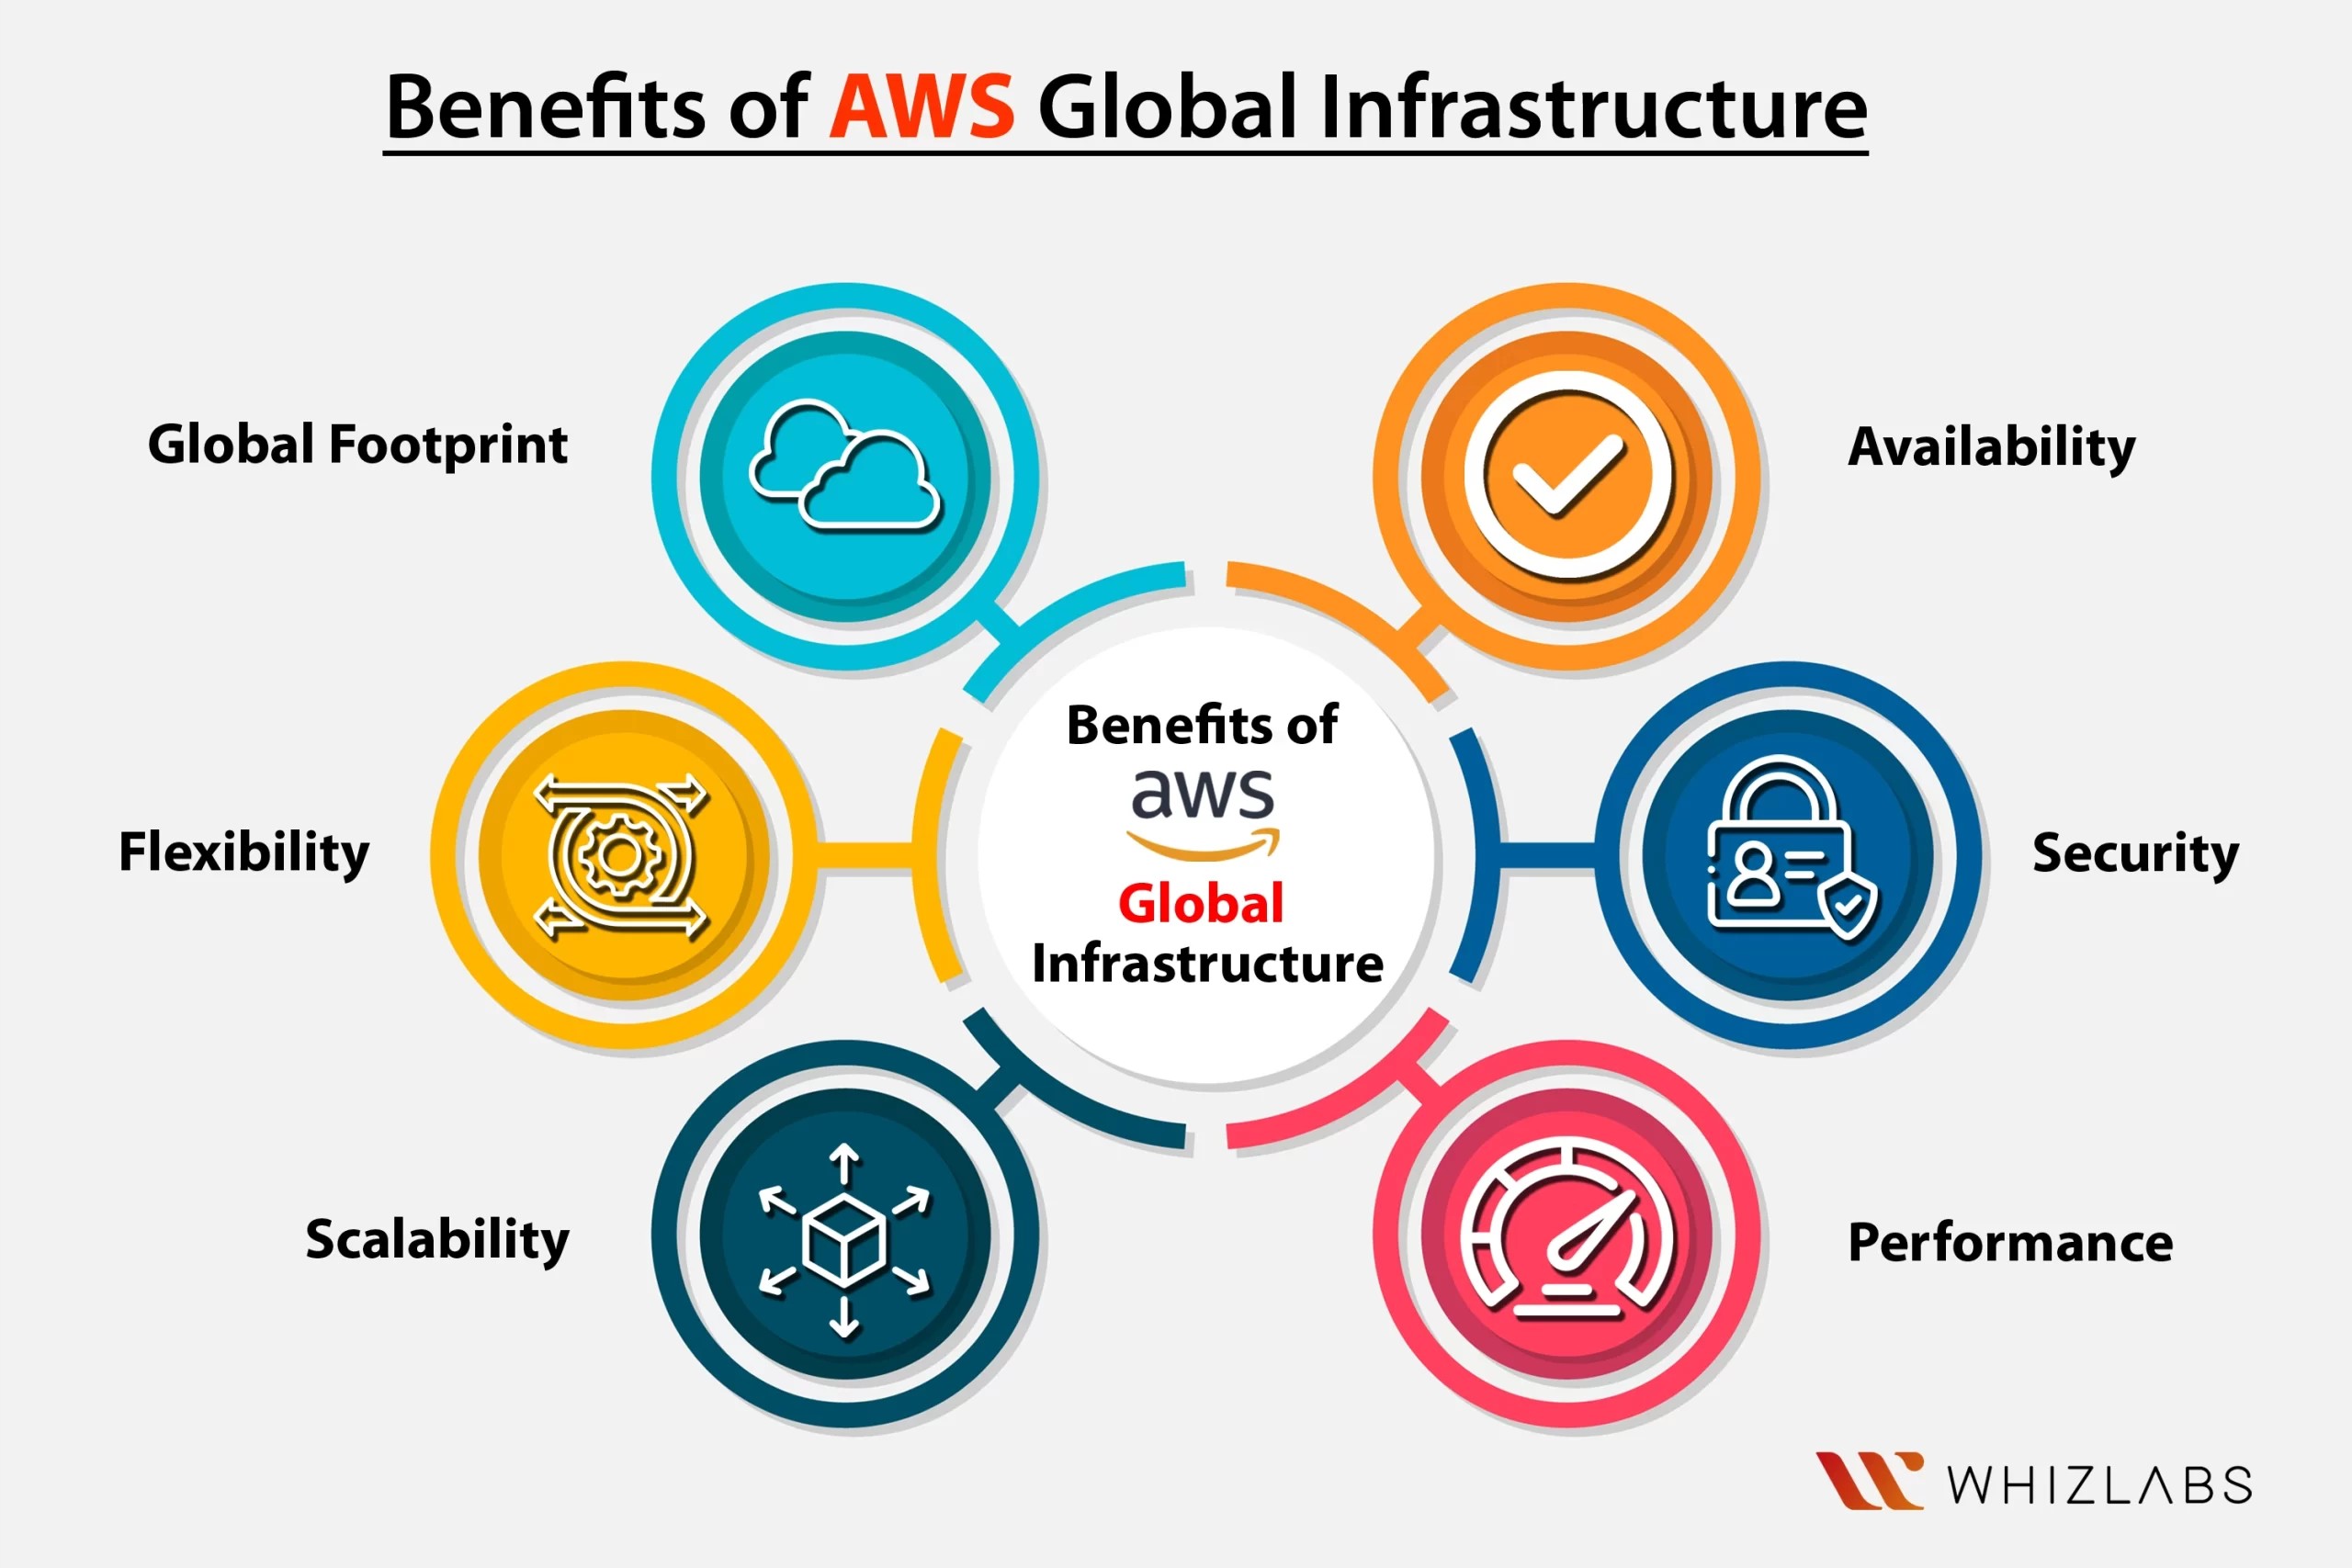 Benefits of AWS Global Infrastructure
Global Footprint
Availability
Benefits of
aws
Global
Infrastructure
Flexibility
Security
Scalability
Performance
WHIZLABS